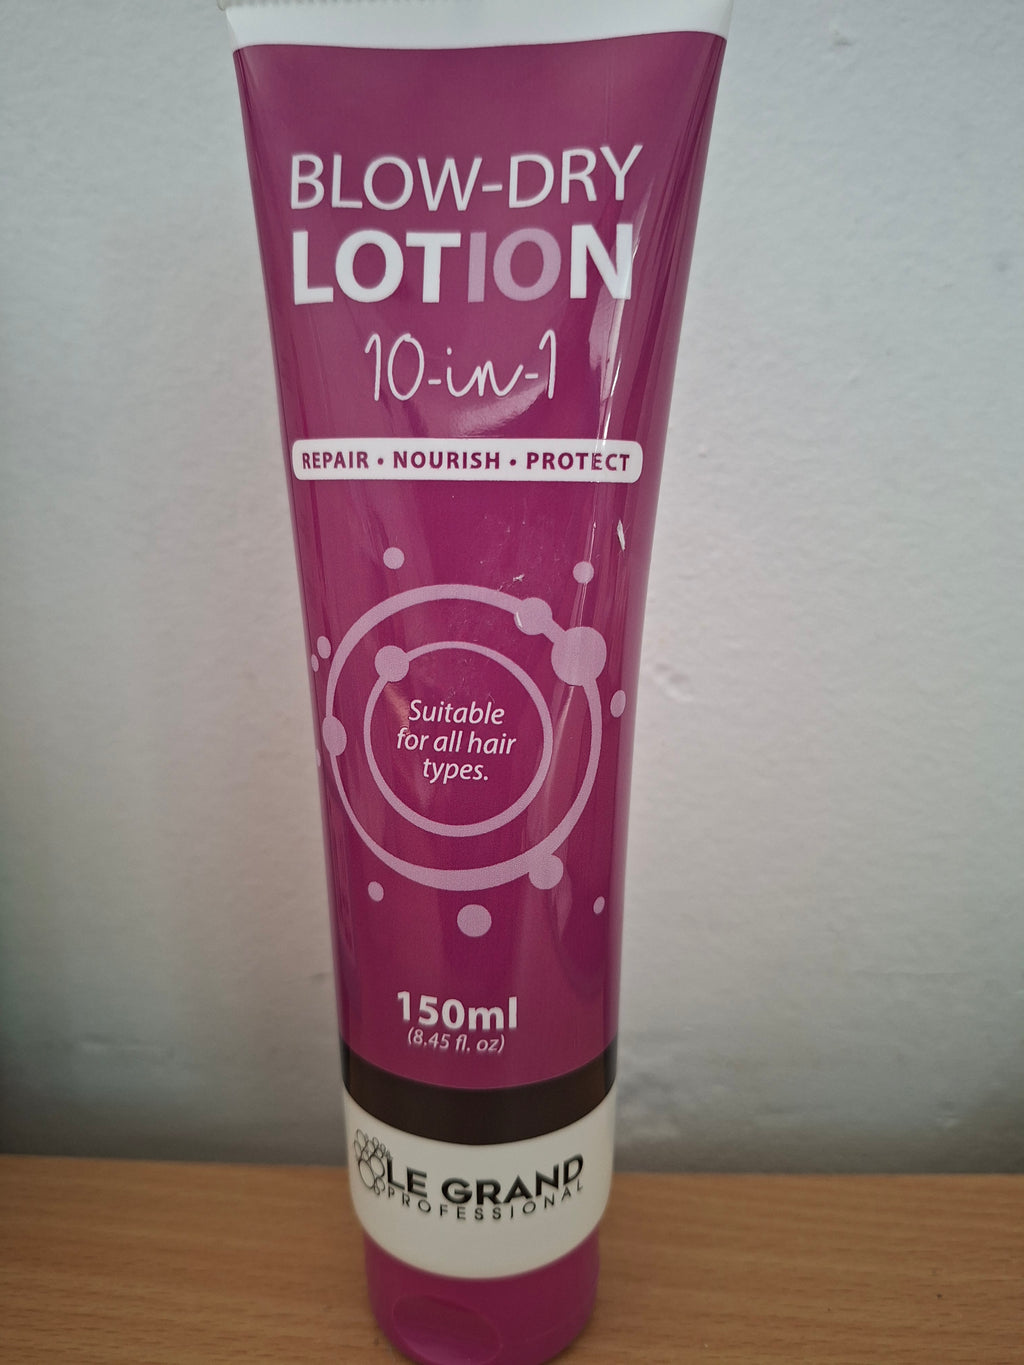 BLOW-DRY
LOTION
10-in-1
REPAIR • NOURISH • PROTECT
Suitable
for all hair
types.
150ml
(8.45 fl. oz)
LE GRAND
PROFESSIONAL